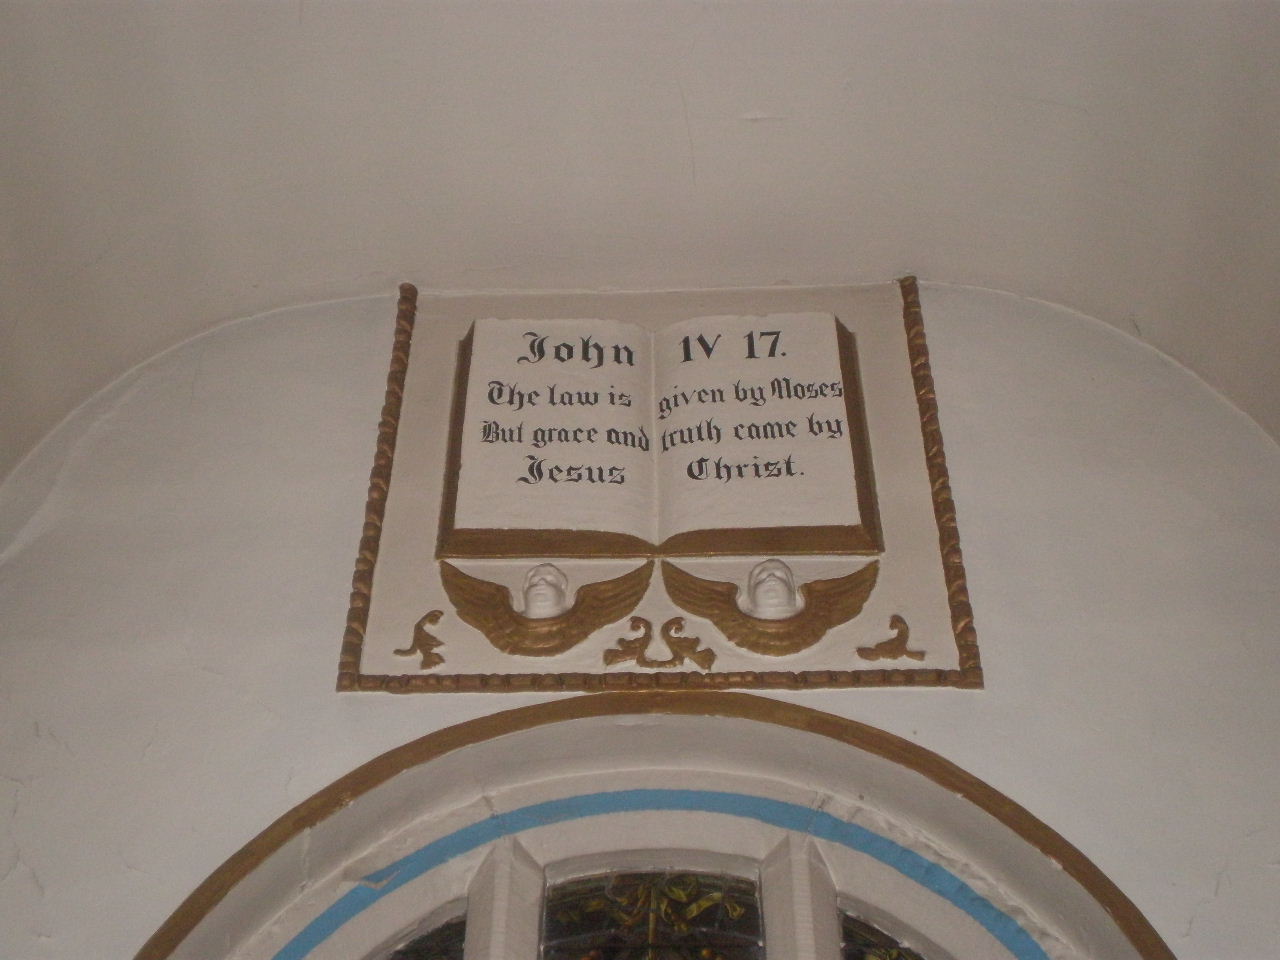 John IV 17.
The law is given by Moses
But grace and truth came by
Jesus Christ.